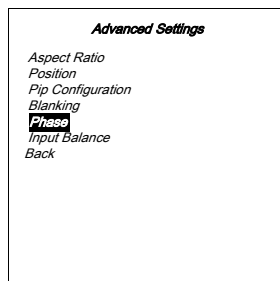 Advanced Settings
Aspect Ratio
Position
Pip Configuration
Blanking
Phase
Input Balance
Back